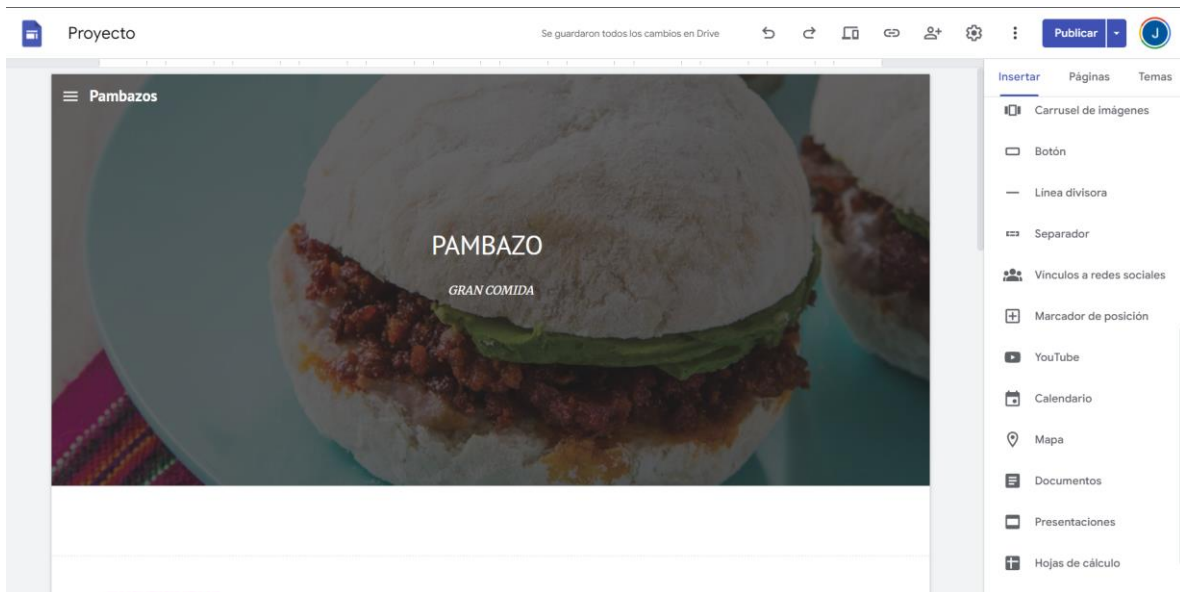 Proyecto
Se guardaron todos los cambios en Drive
Publicar
J
Pambazos
PAMBAZO
GRAN COMIDA
Insertar Páginas Temas
Carrusel de imágenes
Botón
Línea divisora
Separador
Vínculos a redes sociales
Marcador de posición
YouTube
Calendario
Mapa
Documentos
Presentaciones
Hojas de cálculo